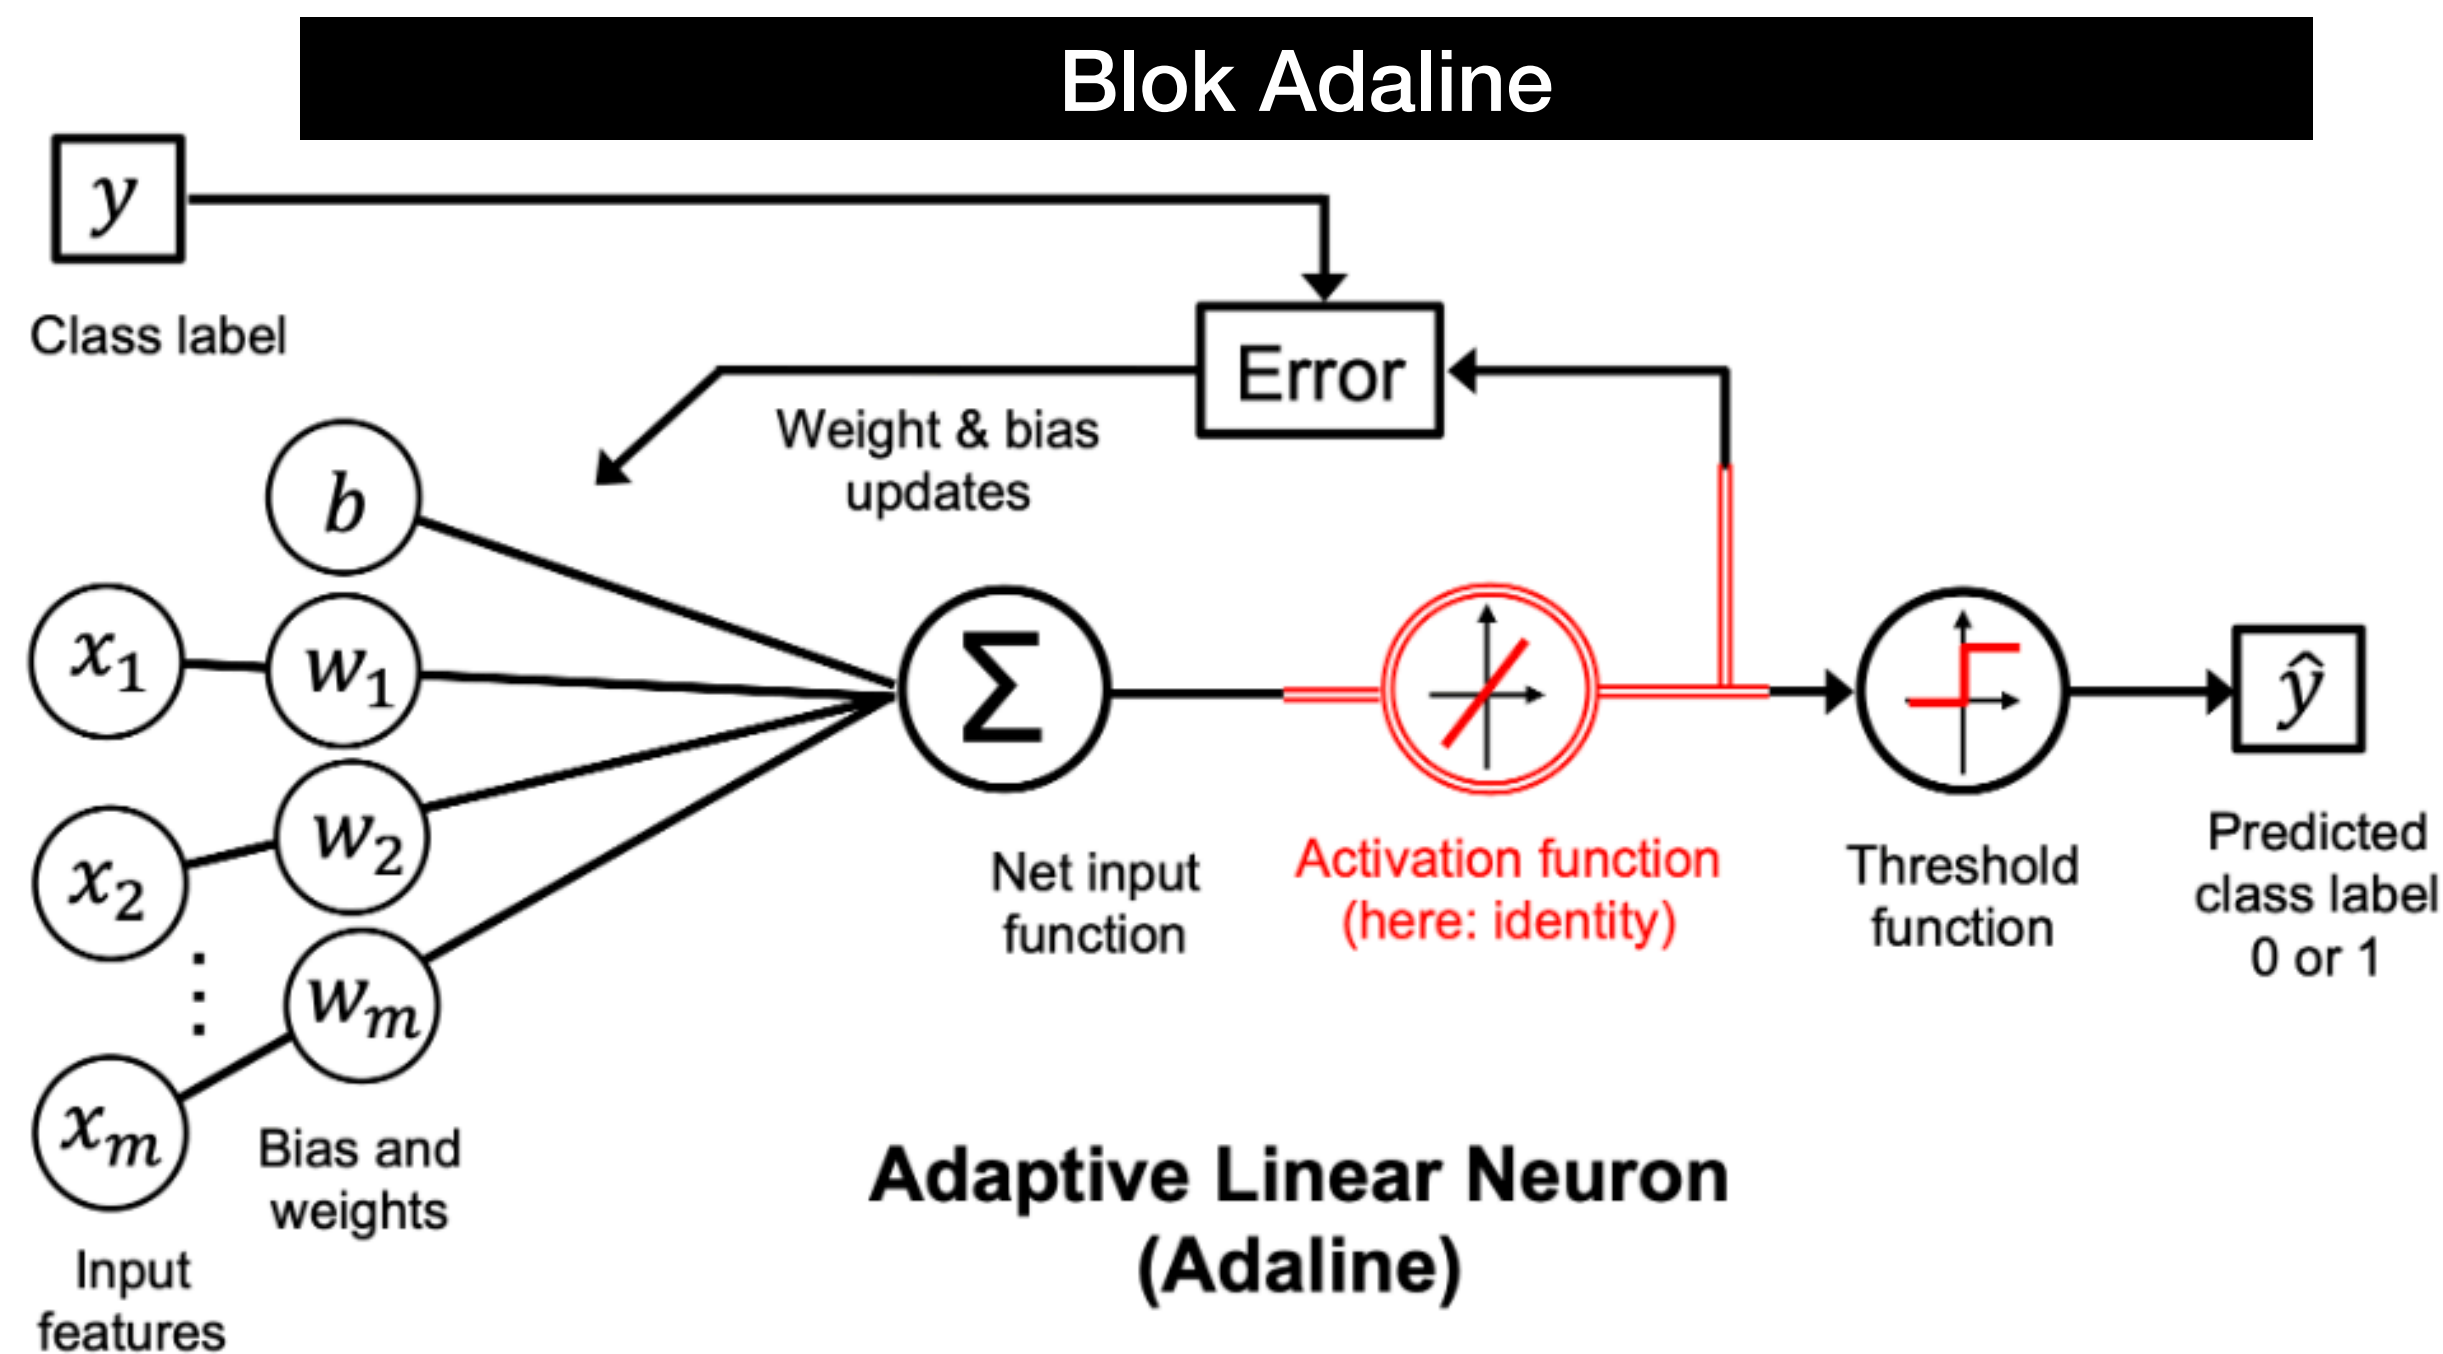 Blok Adaline
y
Class label
Error
Weight & bias
updates
b
x₁
w₁
x₂
w₂
⋮
xₘ
wₘ
Σ
ŷ
Input
features
Bias and
weights
Net input
function
Activation function
(here: identity)
Threshold
function
Predicted
class label
0 or 1
Adaptive Linear Neuron
(Adaline)